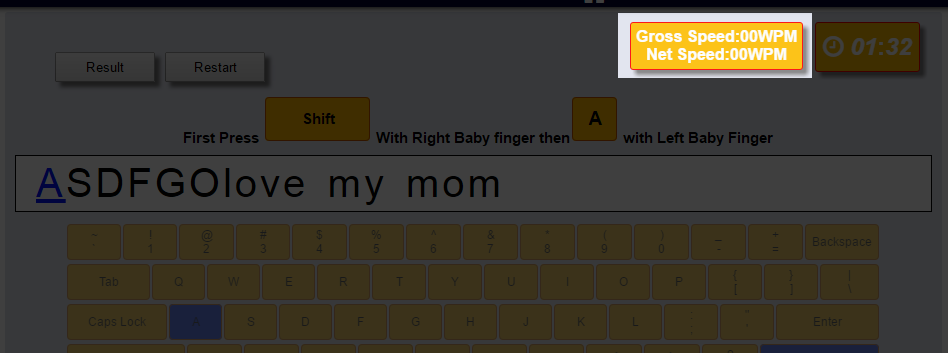 Gross Speed:00WPM
Net Speed:00WPM
01:32
Result
Restart
First Press Shift With Right Baby finger then A with Left Baby Finger
ASDFGOlove my mom
~ ! @ # $ % ^ & * ( ) _ +
` 1 2 3 4 5 6 7 8 9 0 - = Backspace
Tab Q W E R T Y U I O P { [ } ] | \
Caps Lock A S D F G H J K L : ; " ' Enter